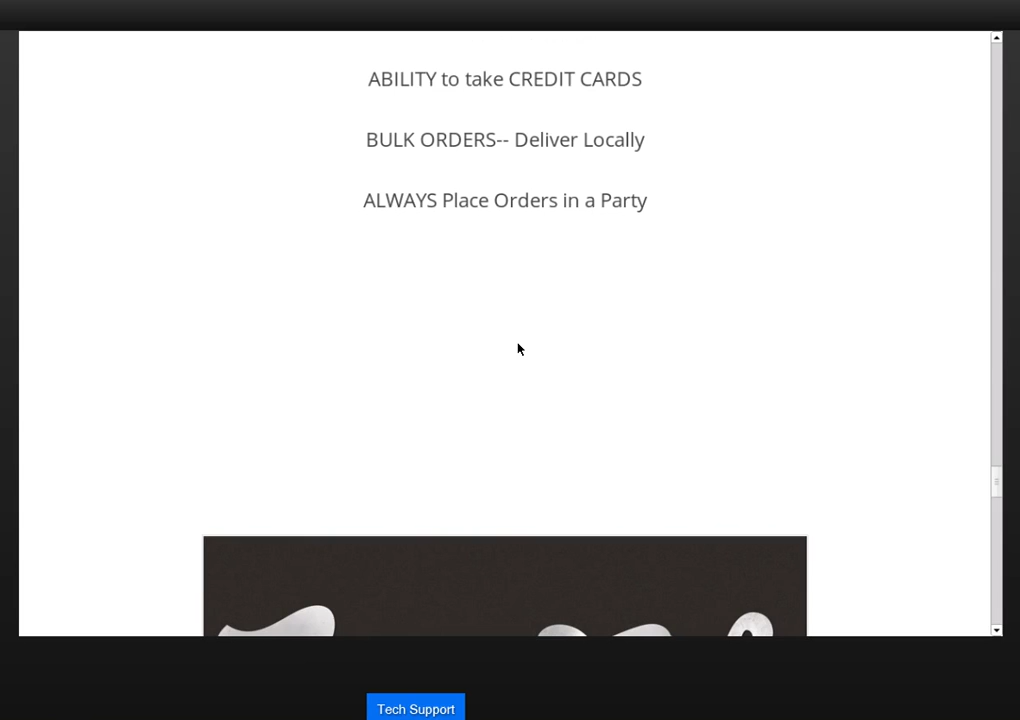 ABILITY to take CREDIT CARDS
BULK ORDERS-- Deliver Locally
ALWAYS Place Orders in a Party
Tech Support